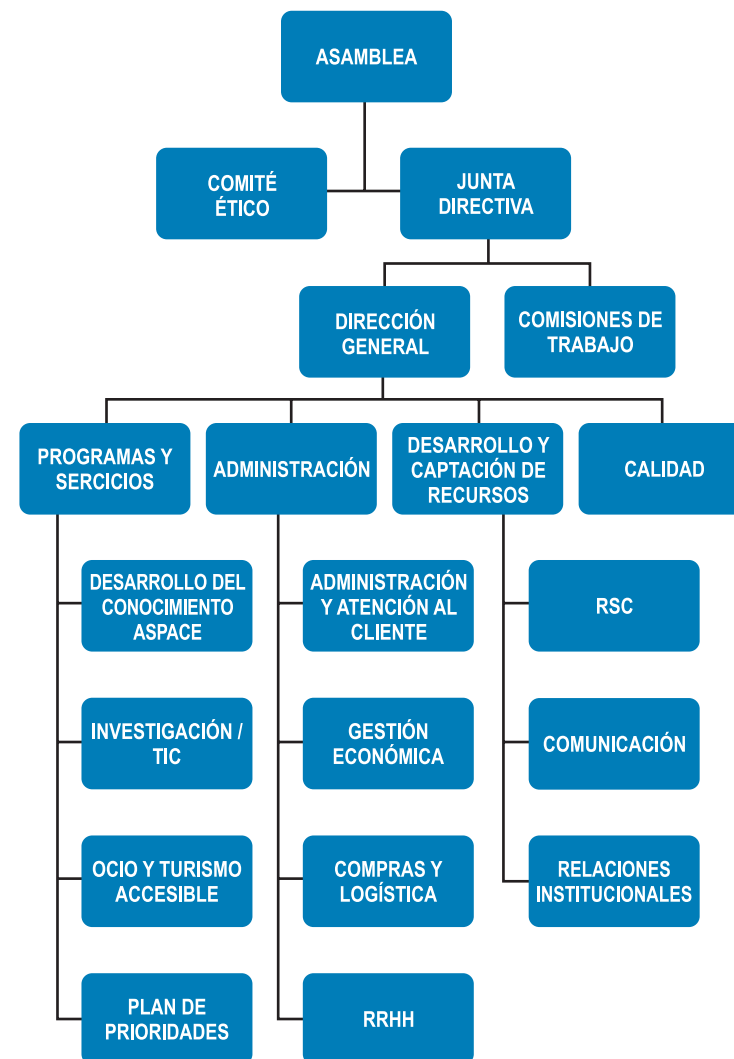 ASAMBLEA
COMITÉ
ÉTICO
JUNTA
DIRECTIVA
DIRECCIÓN
GENERAL
COMISIONES DE
TRABAJO
PROGRAMAS Y
SERCICIOS
ADMINISTRACIÓN
DESARROLLO Y
CAPTACIÓN DE
RECURSOS
CALIDAD
DESARROLLO DEL
CONOCIMIENTO
ASPACE
ADMINISTRACIÓN
Y ATENCIÓN AL
CLIENTE
RSC
INVESTIGACIÓN /
TIC
GESTIÓN
ECONÓMICA
COMUNICACIÓN
OCIO Y TURISMO
ACCESIBLE
COMPRAS Y
LOGÍSTICA
RELACIONES
INSTITUCIONALES
PLAN DE
PRIORIDADES
RRHH